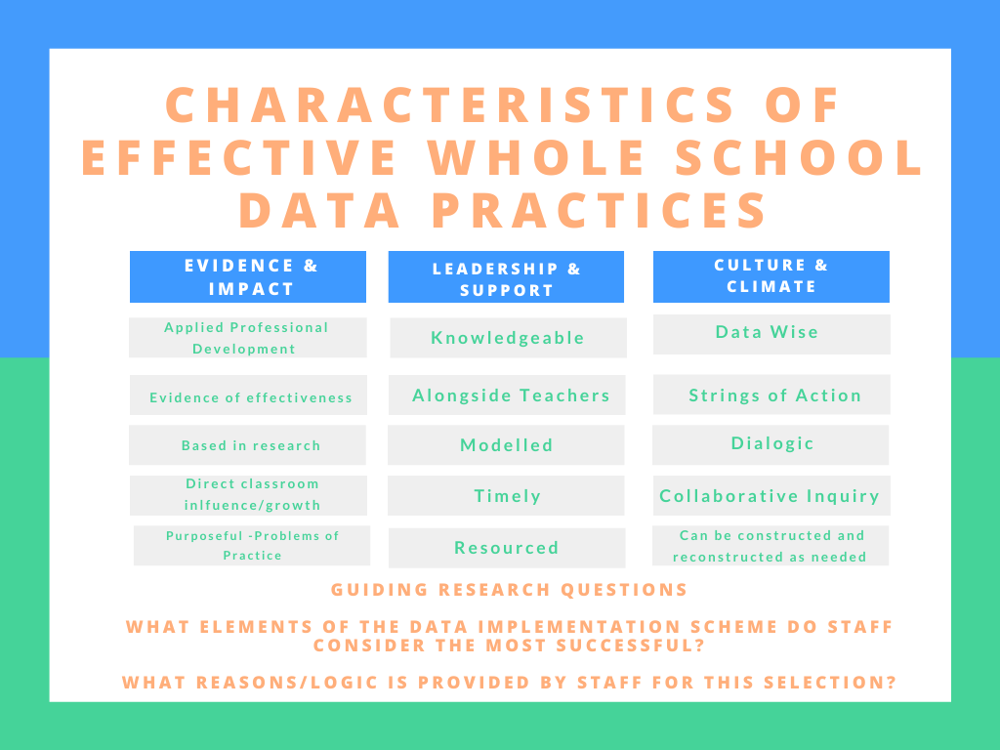 CHARACTERISTICS OF
EFFECTIVE WHOLE SCHOOL
DATA PRACTICES
EVIDENCE &
IMPACT
Applied Professional
Development
Evidence of effectiveness
Based in research
Direct classroom
inlfuence/growth
Purposeful -Problems of
Practice
LEADERSHIP &
SUPPORT
Knowledgeable
Alongside Teachers
Modelled
Timely
Resourced
CULTURE &
CLIMATE
Data Wise
Strings of Action
Dialogic
Collaborative Inquiry
Can be constructed and
reconstructed as needed
GUIDING RESEARCH QUESTIONS
WHAT ELEMENTS OF THE DATA IMPLEMENTATION SCHEME DO STAFF
CONSIDER THE MOST SUCCESSFUL?
WHAT REASONS/LOGIC IS PROVIDED BY STAFF FOR THIS SELECTION?